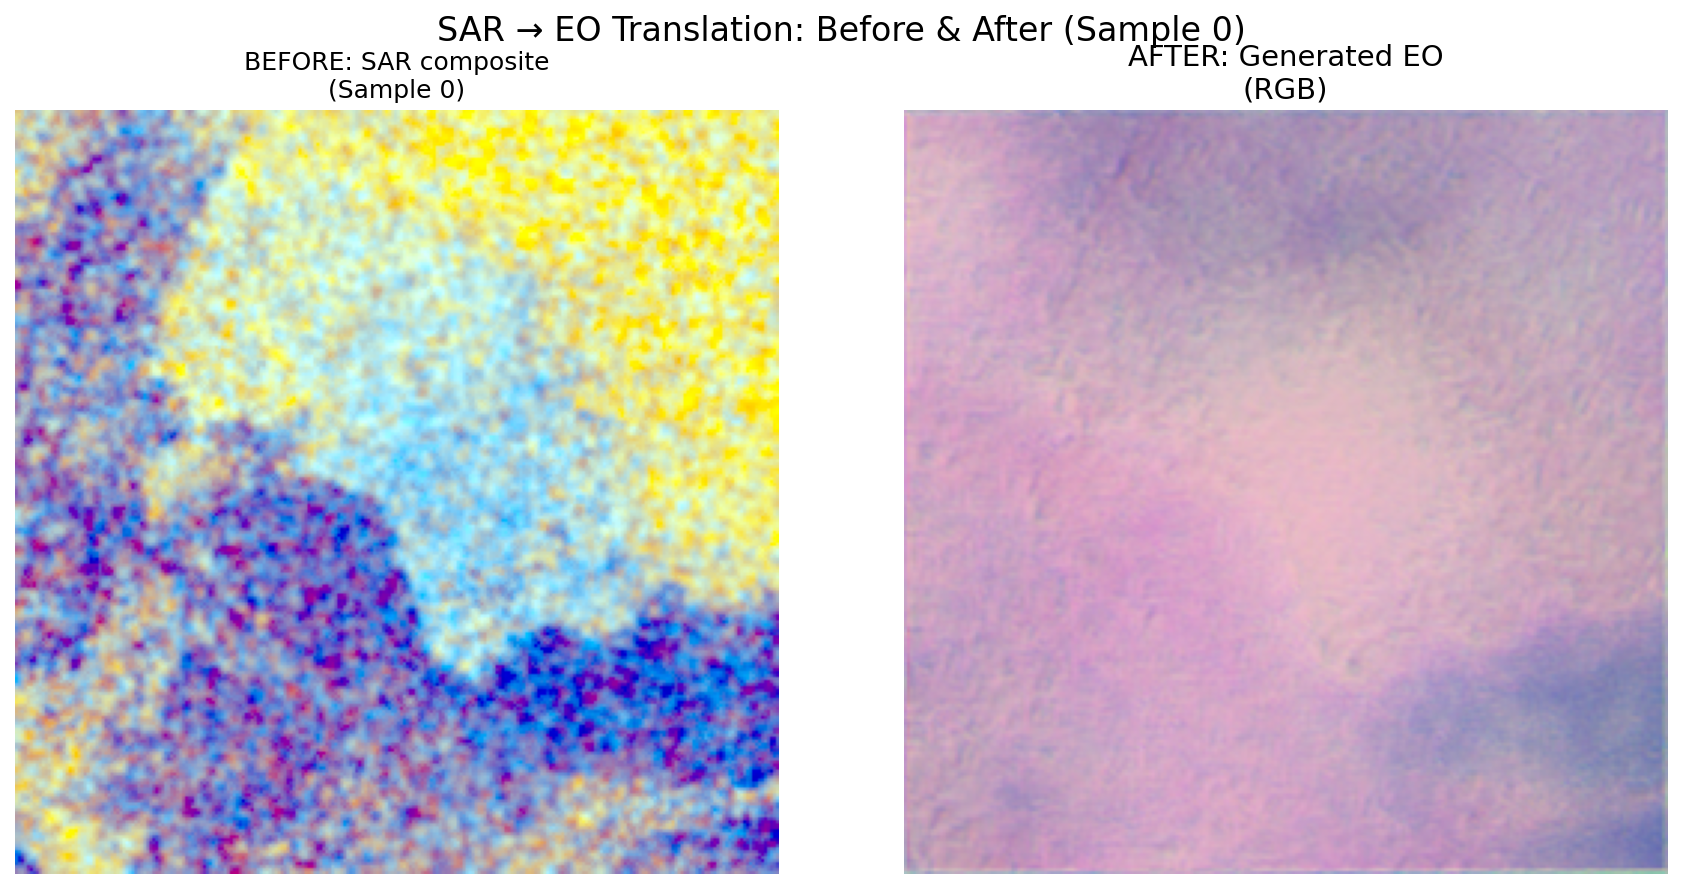 SAR → EO Translation: Before & After (Sample 0)
BEFORE: SAR composite
(Sample 0)
AFTER: Generated EO
(RGB)